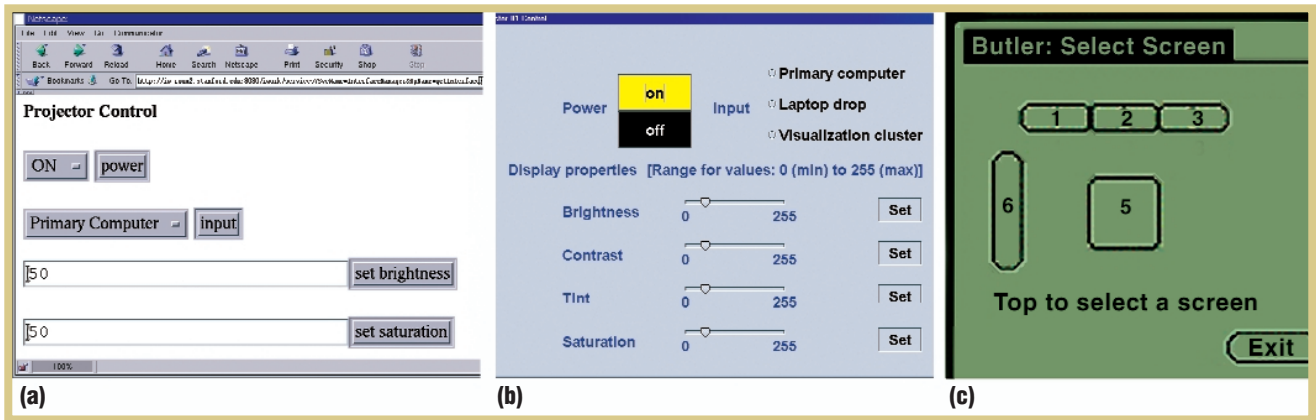 Netscape:
File Edit View Go Communicator
Back Forward Reload Home Search Netscape Print Security Shop Stop
Bookmarks Go To:
Projector Control
ON power
Primary Computer input
50 set brightness
50 set saturation
100%
(a)
Control
Power on off Input
Primary computer
Laptop drop
Visualization cluster
Display properties [Range for values: 0 (min) to 255 (max)]
Brightness 0 255 Set
Contrast 0 255 Set
Tint 0 255 Set
Saturation 0 255 Set
(b)
Butler: Select Screen
1 2 3
6 5
Top to select a screen
Exit
(c)